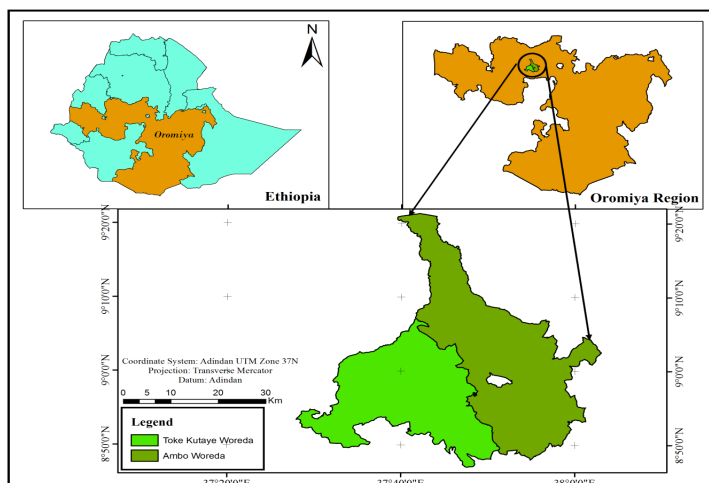 N
Oromiya
Ethiopia
Oromiya Region
9°20'0"N
9°20'0"N
9°10'0"N
9°10'0"N
9°0'0"N
9°0'0"N
8°50'0"N
8°50'0"N
Coordinate System: Adindan UTM Zone 37N
Projection: Transverse Mercator
Datum: Adindan
0 5 10 20 30
Km
Legend
Toke Kutaye Woreda
Ambo Woreda
37°20'0"E
37°40'0"E
38°0'0"E